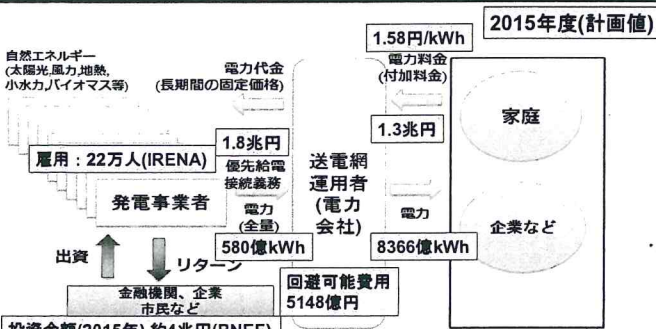 2015年度(計画値)
1.58円/kWh
自然エネルギー
(太陽光,風力,地熱,
小水力,バイオマス等)
電力代金
(長期間の固定価格)
電力料金
(付加料金)
1.8兆円
1.3兆円
家庭
雇用：22万人(IRENA)
優先給電
接続義務
送電網
運用者
(電力
会社)
発電事業者
電力
(全量)
電力
企業など
580億kWh
8366億kWh
出資
リターン
回避可能費用
5148億円
金融機関、企業
市民など
投資金額(2015年) 約4兆円(BNEF)